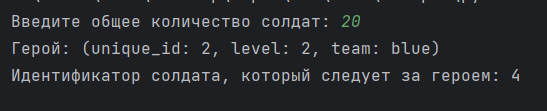 Введите общее количество солдат: 20
Герой: (unique_id: 2, level: 2, team: blue)
Идентификатор солдата, который следует за героем: 4